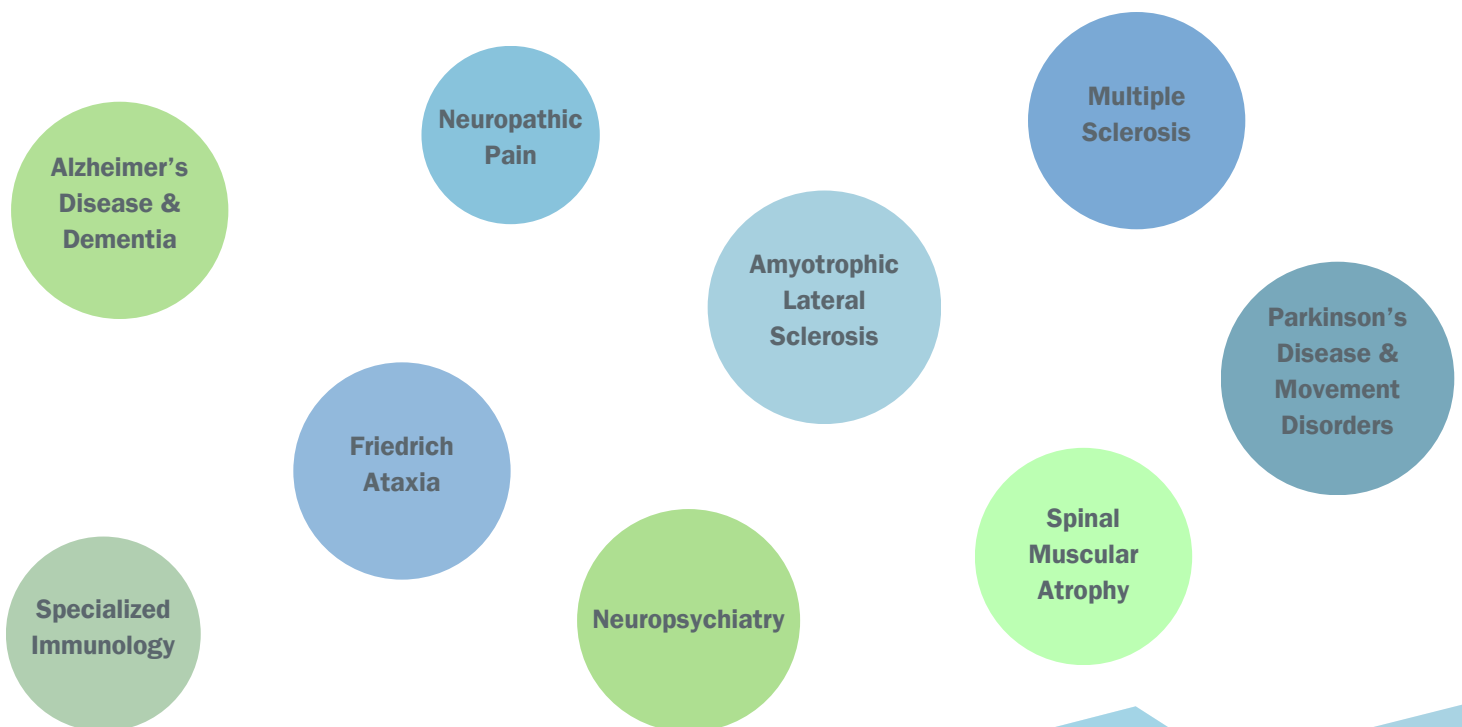 Neuropathic
Pain
Multiple
Sclerosis
Alzheimer’s
Disease &
Dementia
Amyotrophic
Lateral
Sclerosis
Parkinson’s
Disease &
Movement
Disorders
Friedrich
Ataxia
Spinal
Muscular
Atrophy
Specialized
Immunology
Neuropsychiatry